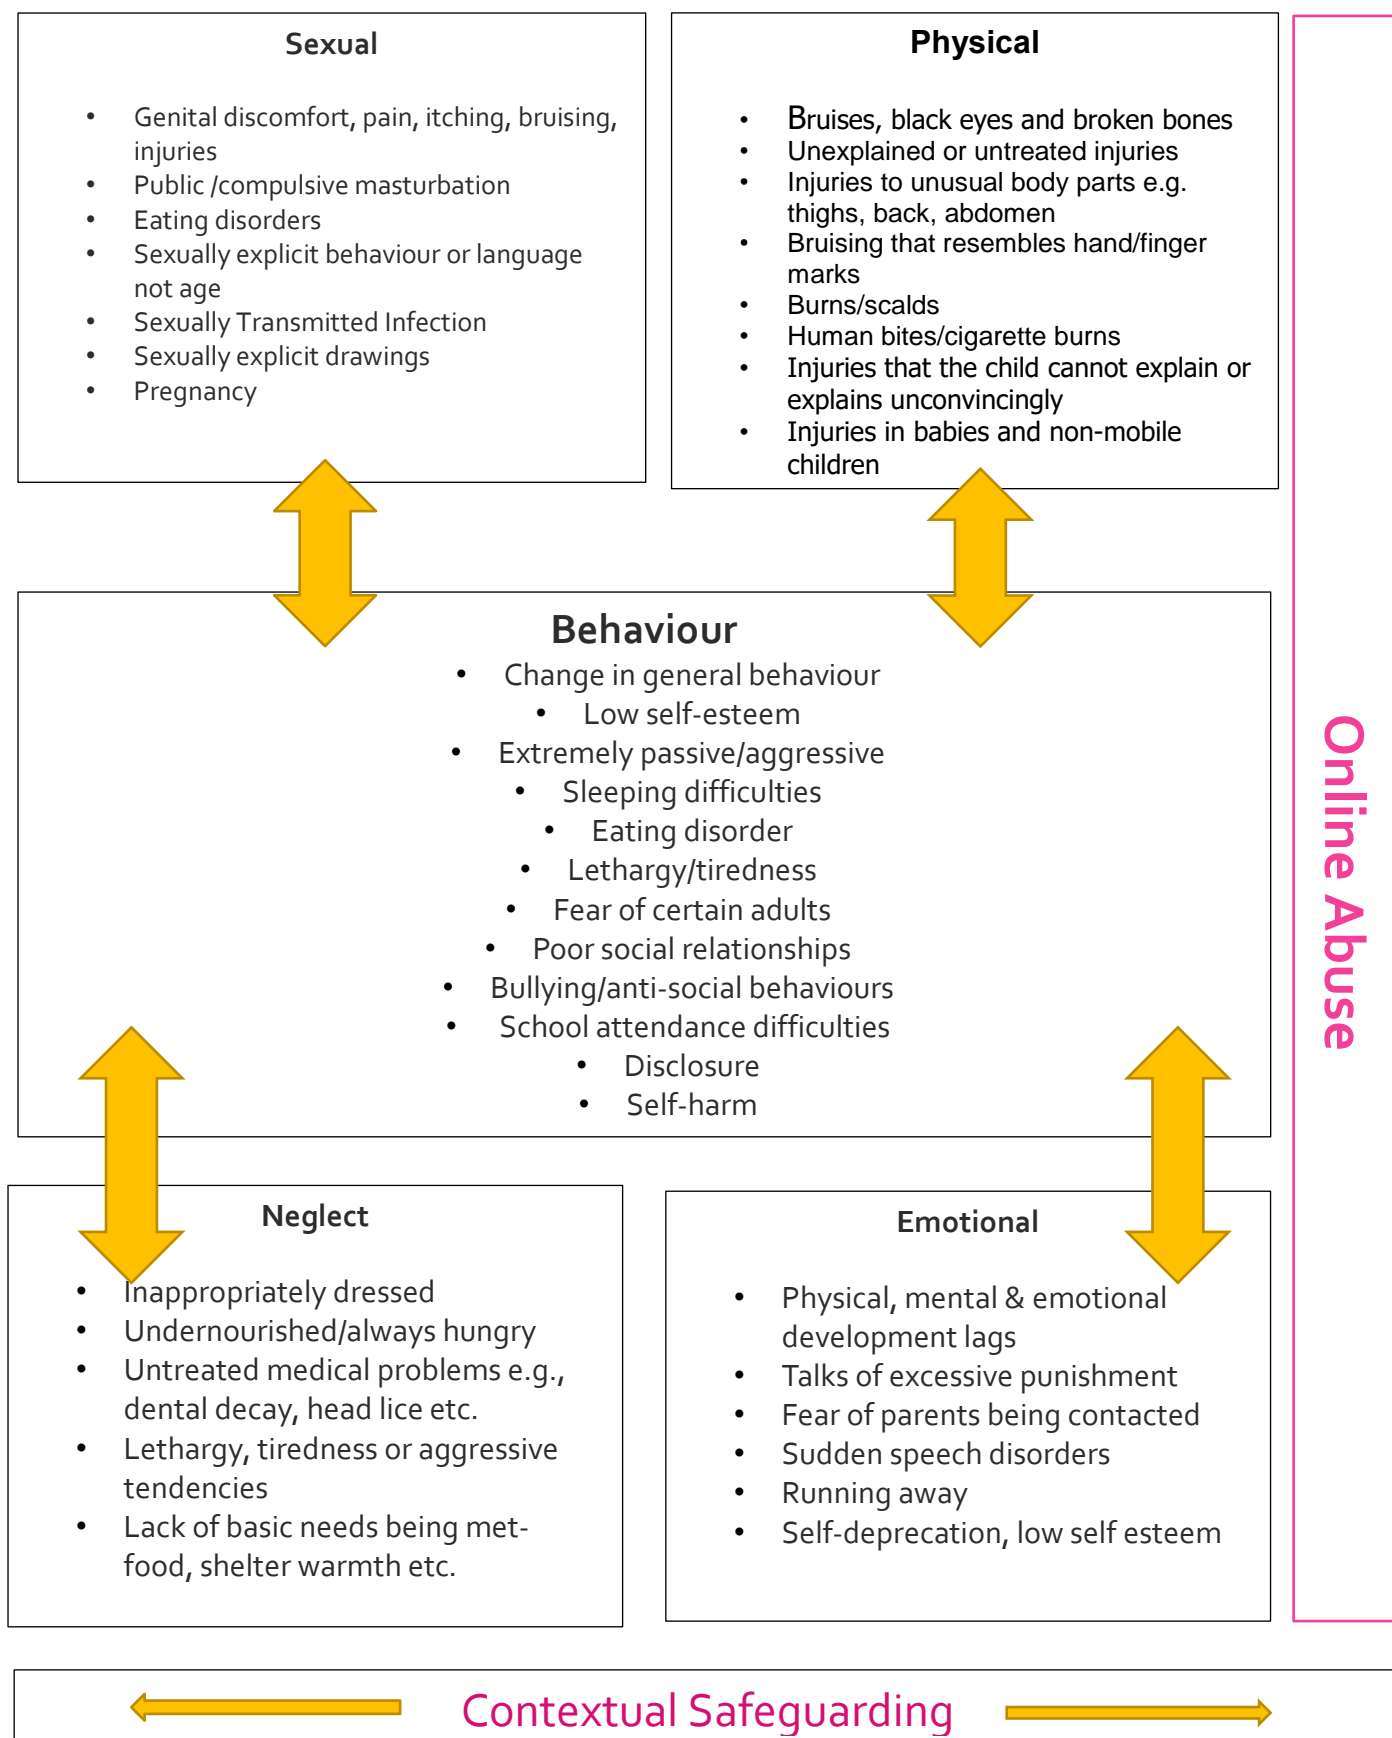 Sexual
• Genital discomfort, pain, itching, bruising,
injuries
• Public /compulsive masturbation
• Eating disorders
• Sexually explicit behaviour or language
not age
• Sexually Transmitted Infection
• Sexually explicit drawings
• Pregnancy
Physical
• Bruises, black eyes and broken bones
• Unexplained or untreated injuries
• Injuries to unusual body parts e.g.
thighs, back, abdomen
• Bruising that resembles hand/finger
marks
• Burns/scalds
• Human bites/cigarette burns
• Injuries that the child cannot explain or
explains unconvincingly
• Injuries in babies and non-mobile
children
Behaviour
• Change in general behaviour
• Low self-esteem
• Extremely passive/aggressive
• Sleeping difficulties
• Eating disorder
• Lethargy/tiredness
• Fear of certain adults
• Poor social relationships
• Bullying/anti-social behaviours
• School attendance difficulties
• Disclosure
• Self-harm
Neglect
• Inappropriately dressed
• Undernourished/always hungry
• Untreated medical problems e.g.,
dental decay, head lice etc.
• Lethargy, tiredness or aggressive
tendencies
• Lack of basic needs being met-
food, shelter warmth etc.
Emotional
• Physical, mental & emotional
development lags
• Talks of excessive punishment
• Fear of parents being contacted
• Sudden speech disorders
• Running away
• Self-deprecation, low self esteem
Online Abuse
Contextual Safeguarding